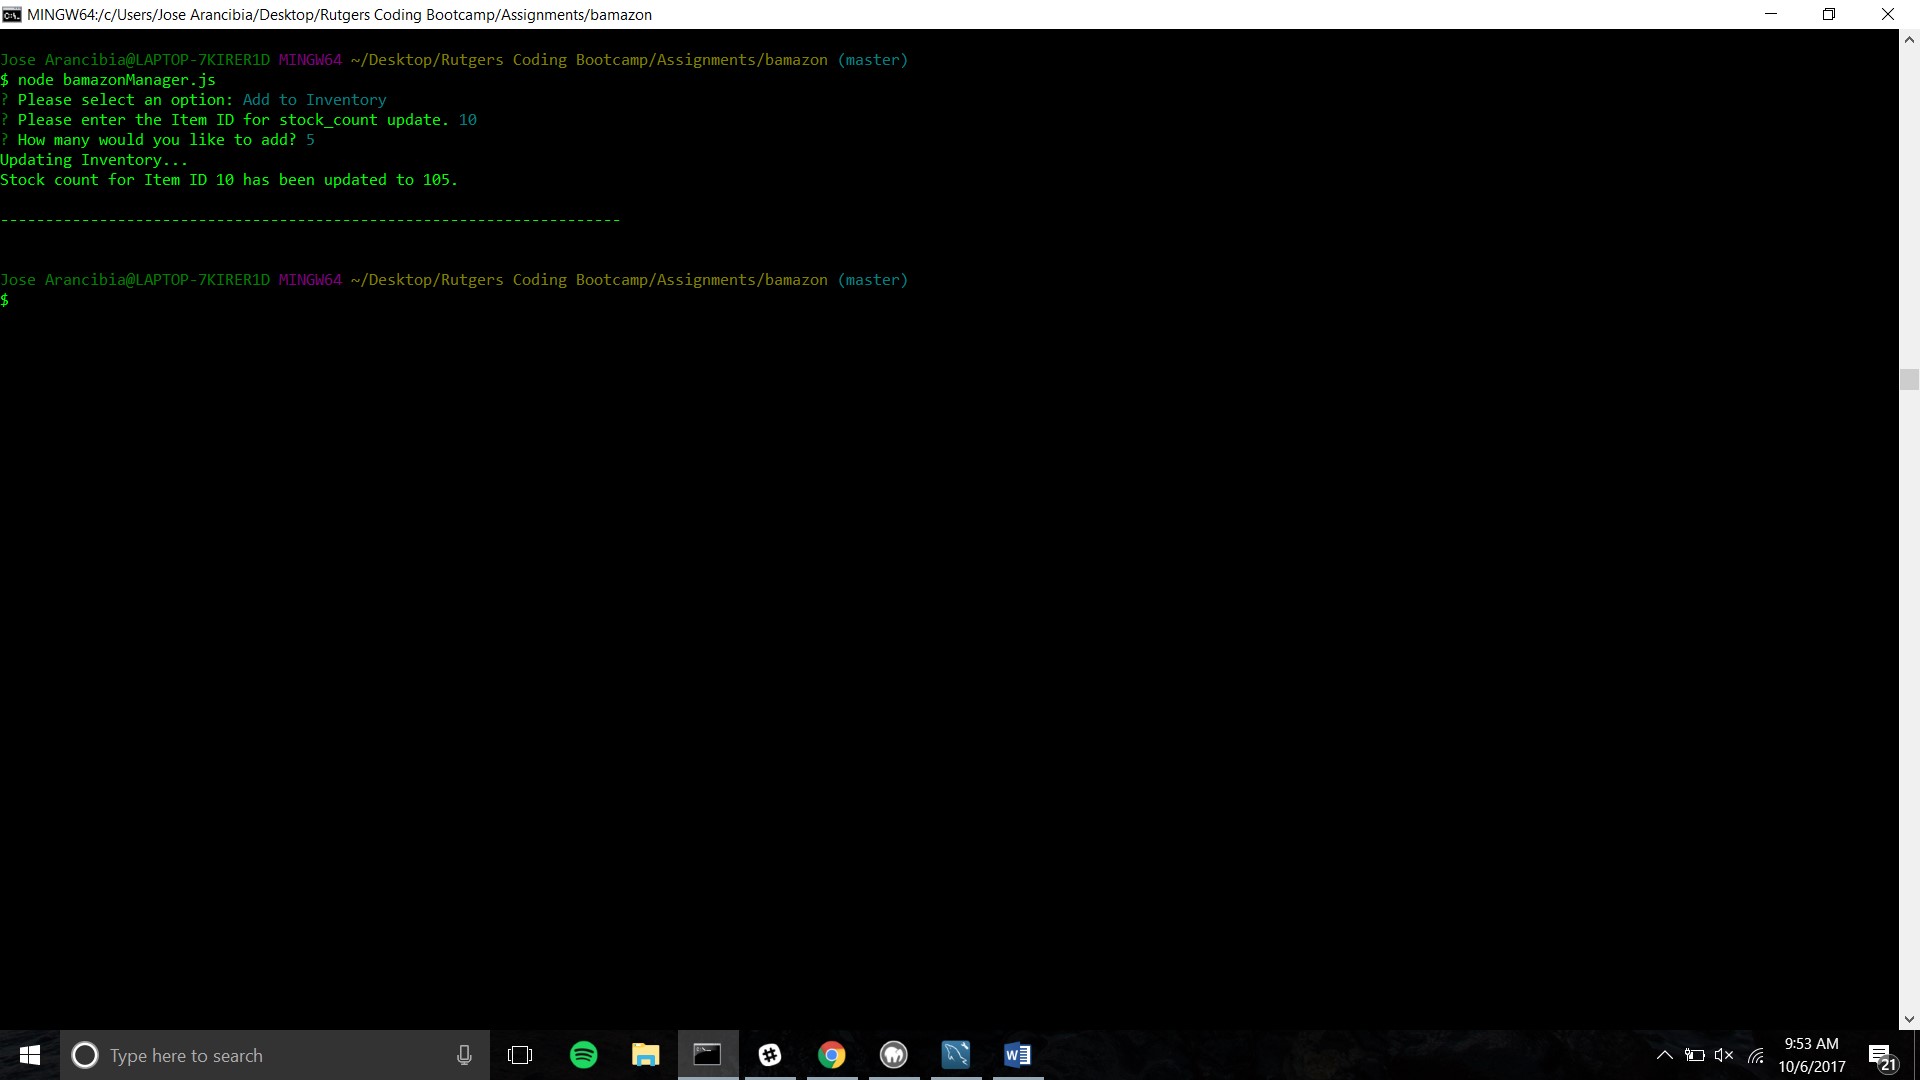 MINGW64:/c/Users/Jose Arancibia/Desktop/Rutgers Coding Bootcamp/Assignments/bamazon
Jose Arancibia@LAPTOP-7KIRER1D MINGW64 ~/Desktop/Rutgers Coding Bootcamp/Assignments/bamazon (master)
$ node bamazonManager.js
? Please select an option: Add to Inventory
? Please enter the Item ID for stock_count update. 10
? How many would you like to add? 5
Updating Inventory...
Stock count for Item ID 10 has been updated to 105.
---------------------------------------------------------------------
Jose Arancibia@LAPTOP-7KIRER1D MINGW64 ~/Desktop/Rutgers Coding Bootcamp/Assignments/bamazon (master)
$
Type here to search
9:53 AM
10/6/2017
21